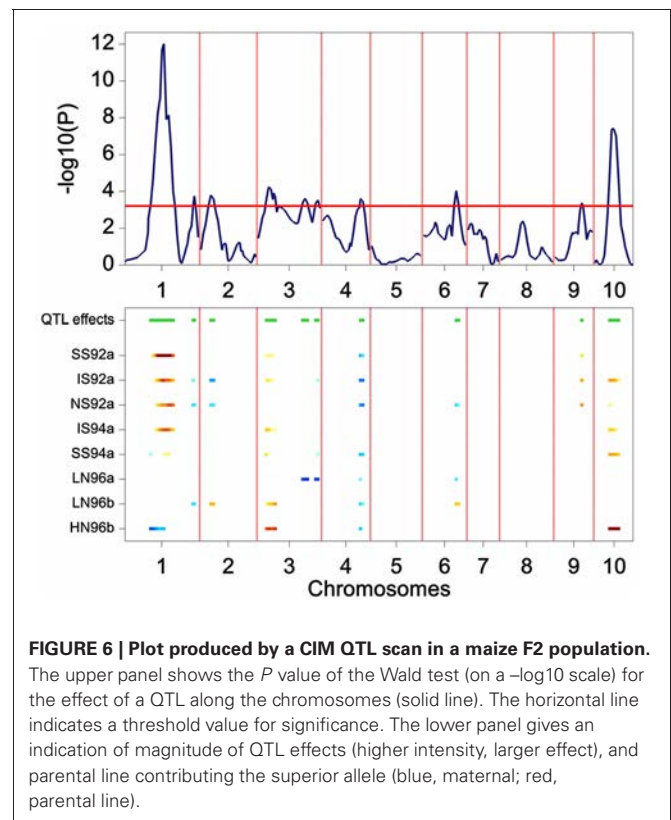 12
10
8
6
4
2
0
-log10(P)
1 2 3 4 5 6 7 8 9 10
QTL effects
SS92a
IS92a
NS92a
IS94a
SS94a
LN96a
LN96b
HN96b
1 2 3 4 5 6 7 8 9 10
Chromosomes
FIGURE 6 | Plot produced by a CIM QTL scan in a maize F2 population.
The upper panel shows the P value of the Wald test (on a –log10 scale) for
the effect of a QTL along the chromosomes (solid line). The horizontal line
indicates a threshold value for significance. The lower panel gives an
indication of magnitude of QTL effects (higher intensity, larger effect), and
parental line contributing the superior allele (blue, maternal; red,
parental line).